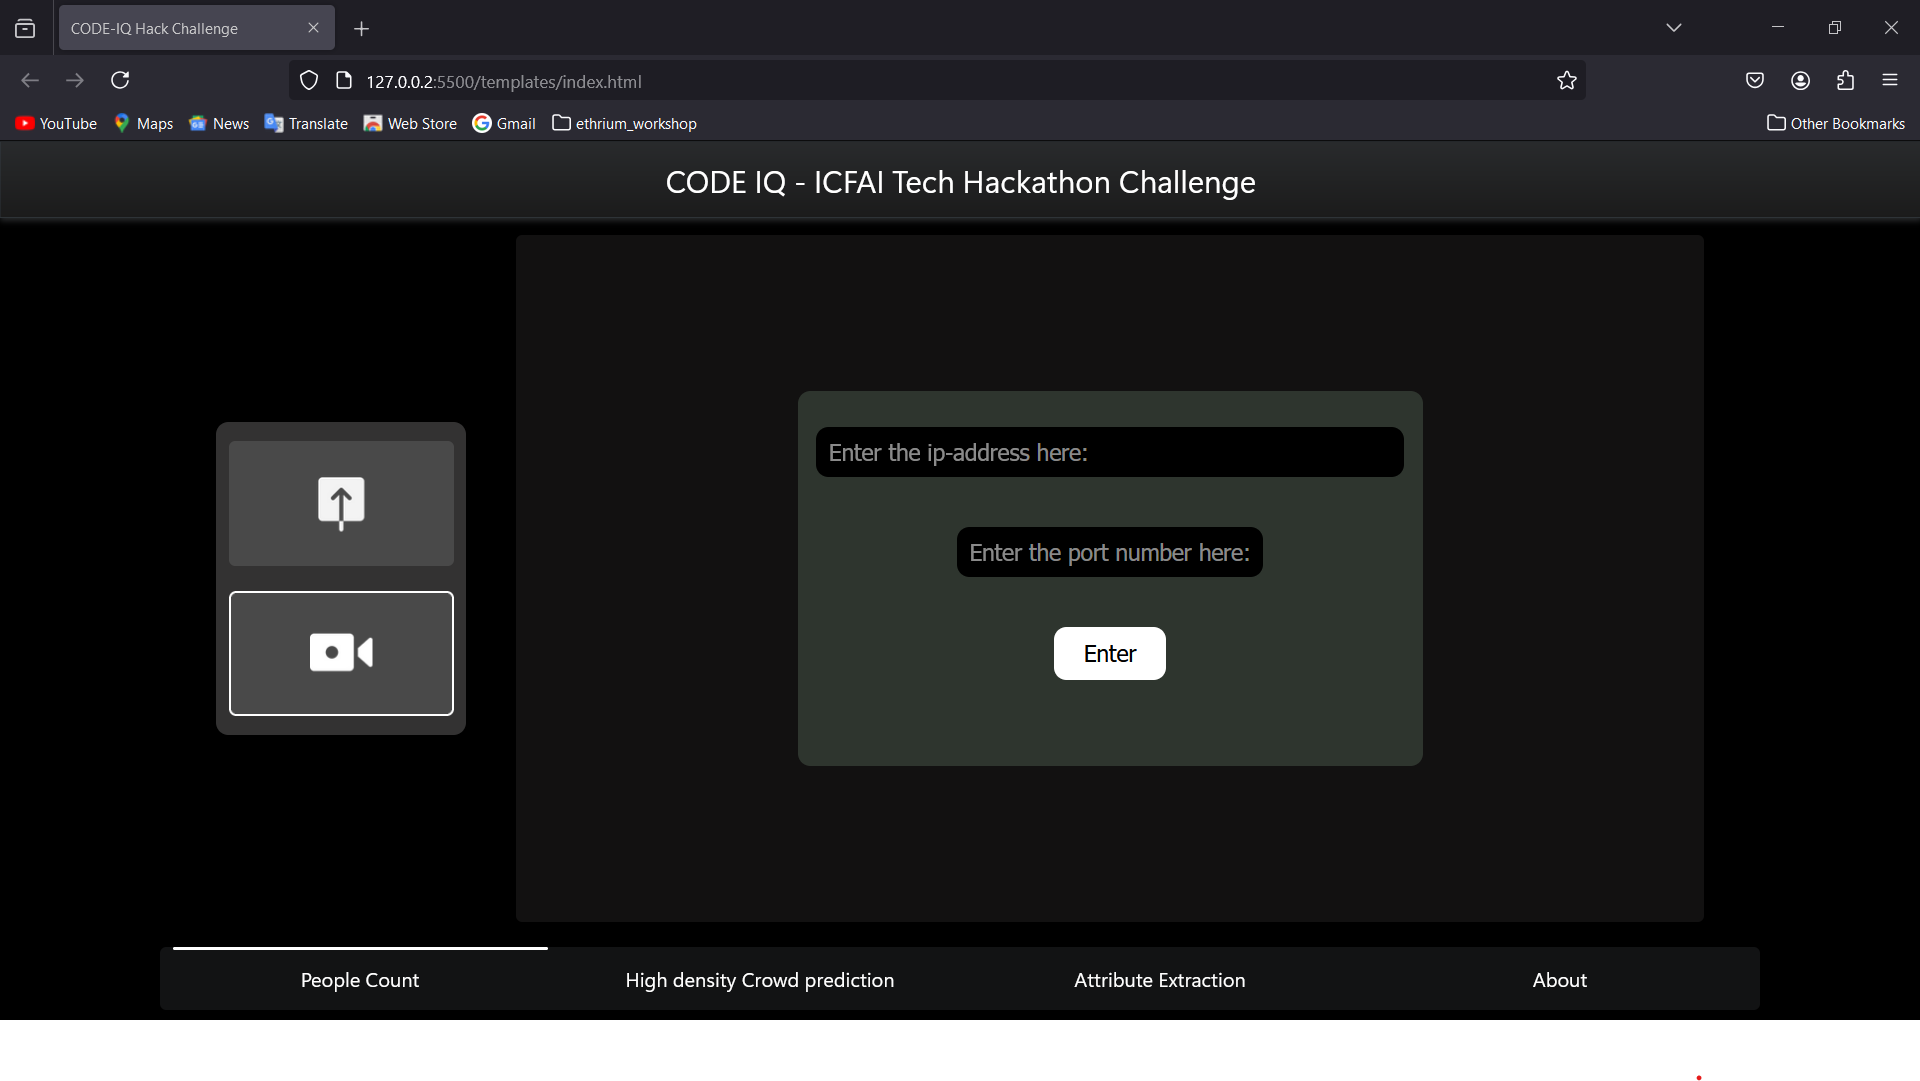 CODE-IQ Hack Challenge
127.0.0.2:5500/templates/index.html
YouTube Maps News Translate Web Store Gmail ethrium_workshop Other Bookmarks
CODE IQ - ICFAI Tech Hackathon Challenge
Enter the ip-address here:
Enter the port number here:
Enter
People Count High density Crowd prediction Attribute Extraction About